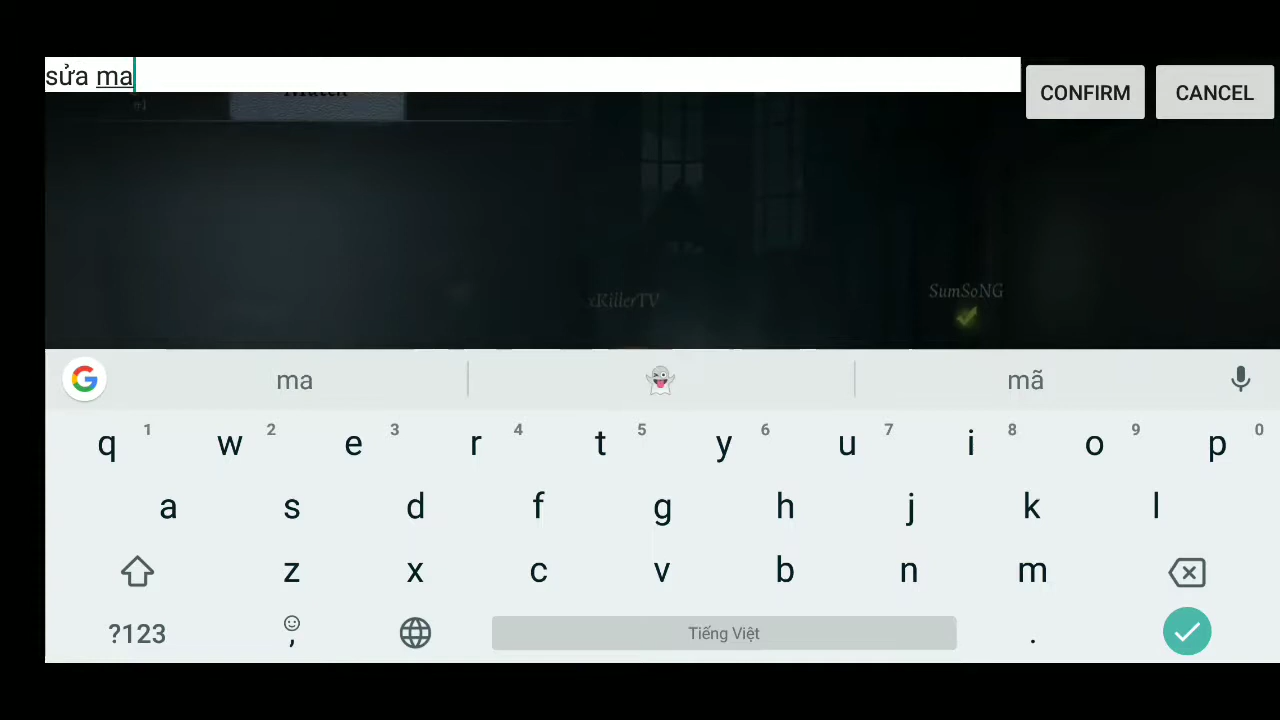 sửa ma
CONFIRM CANCEL
xKillerTV
SumSoNG
ma mã
q 1 w 2 e 3 r 4 t 5 y 6 u 7 i 8 o 9 p 0
a s d f g h j k l
z x c v b n m
?123 , Tiếng Việt .